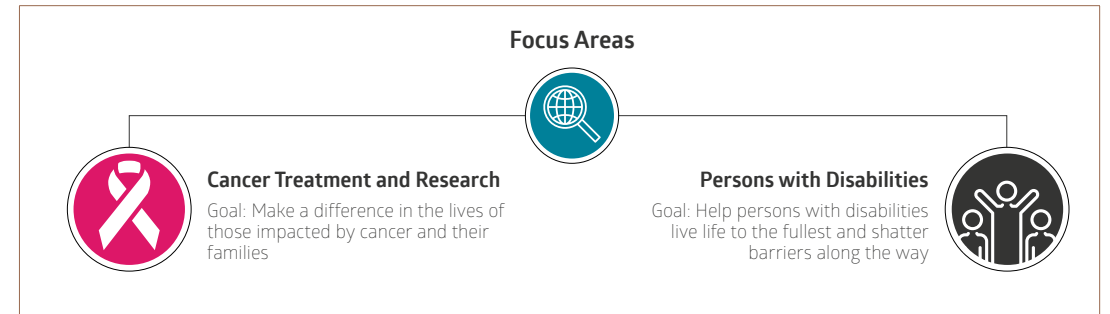 Focus Areas
Cancer Treatment and Research
Goal: Make a difference in the lives of
those impacted by cancer and their
families
Persons with Disabilities
Goal: Help persons with disabilities
live life to the fullest and shatter
barriers along the way